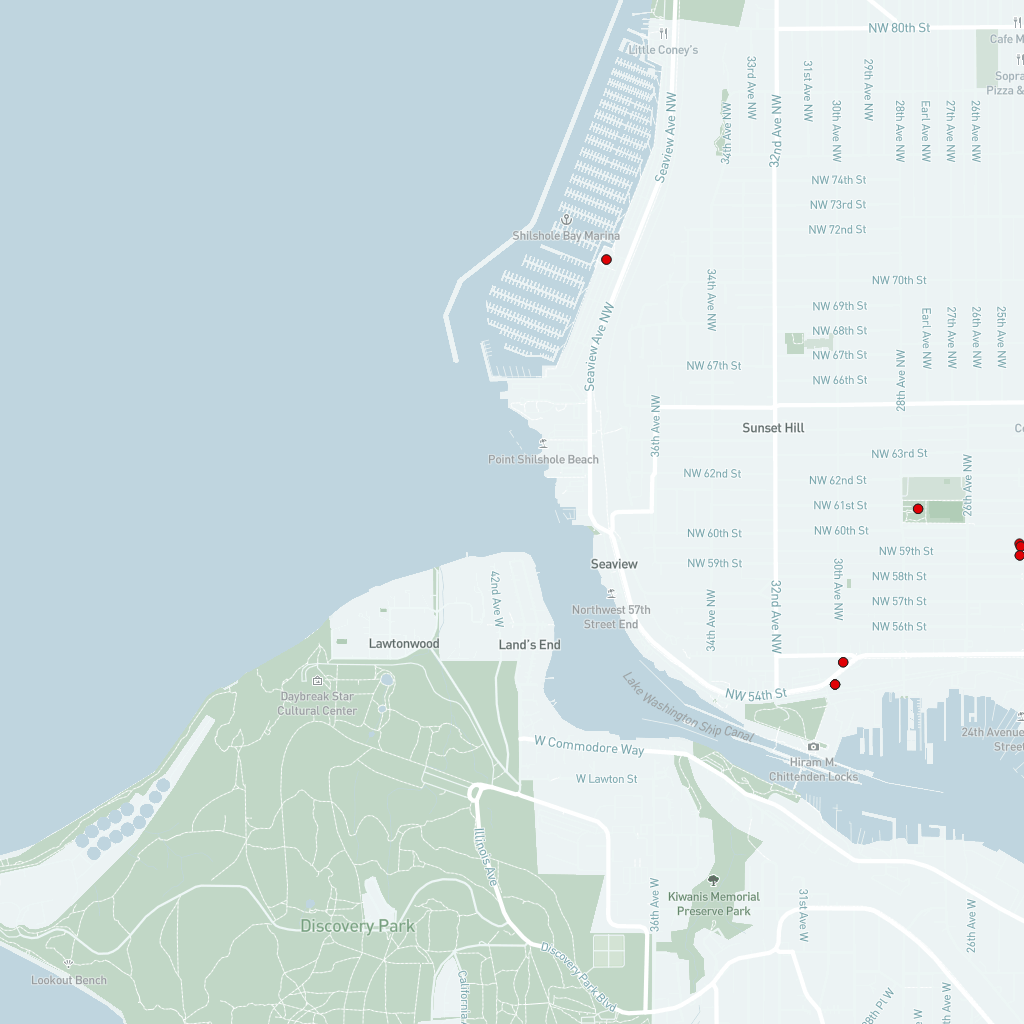 NW 80th St
Little Coney's
Cafe M
Sopra
Pizza &
33rd Ave NW
31st Ave NW
29th Ave NW
Seaview Ave NW
34th Ave NW
32nd Ave NW
30th Ave NW
28th Ave NW
Earl Ave NW
27th Ave NW
26th Ave NW
NW 74th St
NW 73rd St
NW 72nd St
Shilshole Bay Marina
NW 70th St
34th Ave NW
NW 69th St
NW 68th St
Earl Ave NW
27th Ave NW
26th Ave NW
25th Ave NW
Seaview Ave NW
NW 67th St
NW 67th St
NW 66th St
28th Ave NW
36th Ave NW
Sunset Hill
Point Shilshole Beach
NW 63rd St
NW 62nd St
NW 62nd St
26th Ave NW
NW 61st St
NW 60th St
NW 60th St
NW 59th St
Seaview
NW 59th St
NW 58th St
42nd Ave W
Northwest 57th
Street End
34th Ave NW
32nd Ave NW
30th Ave NW
NW 57th St
NW 56th St
Lawtonwood
Land's End
Daybreak Star
Cultural Center
NW 54th St
Lake Washington Ship Canal
24th Avenue
Street
W Commodore Way
Hiram M.
Chittenden Locks
W Lawton St
Illinois Ave
Kiwanis Memorial
Preserve Park
36th Ave W
31st Ave W
26th Ave W
Discovery Park
Discovery Park Blvd
Lookout Bench
California A
28th Pl W